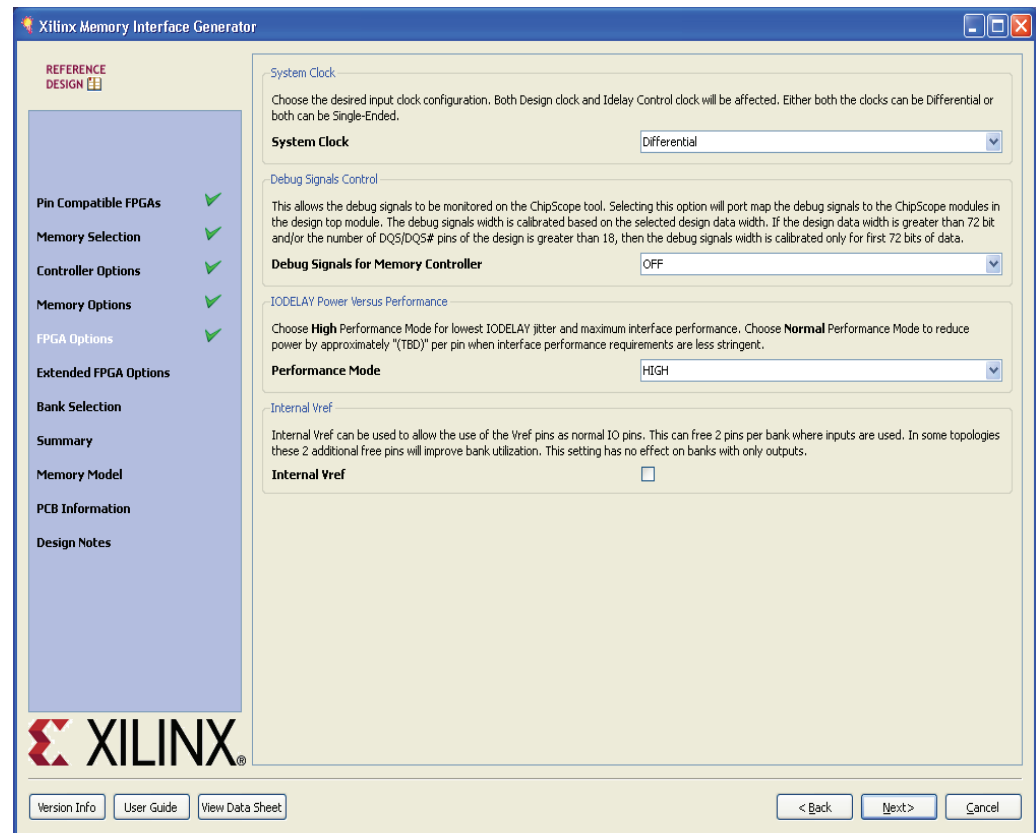 Xilinx Memory Interface Generator
REFERENCE
DESIGN
Pin Compatible FPGAs
Memory Selection
Controller Options
Memory Options
FPGA Options
Extended FPGA Options
Bank Selection
Summary
Memory Model
PCB Information
Design Notes
XILINX®
System Clock
Choose the desired input clock configuration. Both Design clock and Idelay Control clock will be affected. Either both the clocks can be Differential or
both can be Single-Ended.
System Clock Differential
Debug Signals Control
This allows the debug signals to be monitored on the ChipScope tool. Selecting this option will port map the debug signals to the ChipScope modules in
the design top module. The debug signals width is calibrated based on the selected design data width. If the design data width is greater than 72 bit
and/or the number of DQS/DQS# pins of the design is greater than 18, then the debug signals width is calibrated only for first 72 bits of data.
Debug Signals for Memory Controller OFF
IODELAY Power Versus Performance
Choose High Performance Mode for lowest IODELAY jitter and maximum interface performance. Choose Normal Performance Mode to reduce
power by approximately "(TBD)" per pin when interface performance requirements are less stringent.
Performance Mode HIGH
Internal Vref
Internal Vref can be used to allow the use of the Vref pins as normal IO pins. This can free 2 pins per bank where inputs are used. In some topologies
these 2 additional free pins will improve bank utilization. This setting has no effect on banks with only outputs.
Internal Vref
Version Info User Guide View Data Sheet < Back Next> Cancel